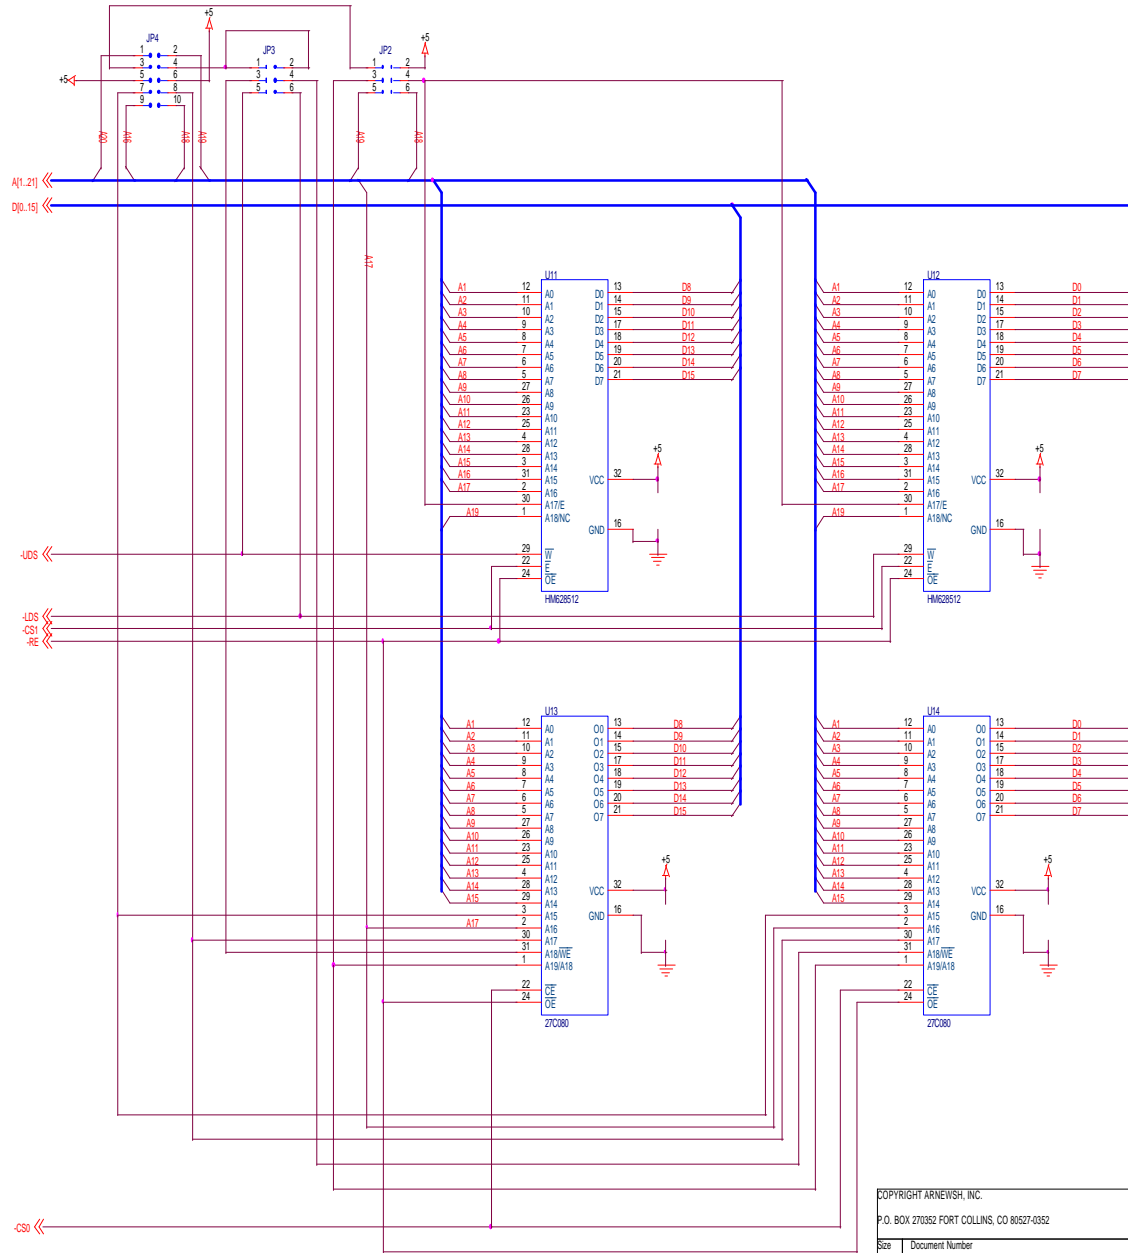 +5
JP4
JP3
JP2
+5
+5
1 2
3 4
5 6
7 8
9 10
1 2
3 4
5 6
1 2
3 4
5 6
A20
A16
A18
A19
A19
A18
A17
A[1..21]
D[0..15]
-UDS
-LDS
-CS1
-RE
-CS0
U11
A1 12 A0
A2 11 A1
A3 10 A2
A4 9 A3
A5 8 A4
A6 7 A5
A7 6 A6
A8 5 A7
A9 27 A8
A10 26 A9
A11 23 A10
A12 25 A11
A13 4 A12
A14 28 A13
A15 3 A14
A16 31 A15
A17 2 A16
30 A17/E
A19 1 A18/NC
29 W
22 E
24 OE
D0 13 D8
D1 14 D9
D2 15 D10
D3 17 D11
D4 18 D12
D5 19 D13
D6 20 D14
D7 21 D15
+5
VCC 32
GND 16
HM628512
U12
A1 12 A0
A2 11 A1
A3 10 A2
A4 9 A3
A5 8 A4
A6 7 A5
A7 6 A6
A8 5 A7
A9 27 A8
A10 26 A9
A11 23 A10
A12 25 A11
A13 4 A12
A14 28 A13
A15 3 A14
A16 31 A15
A17 2 A16
30 A17/E
A19 1 A18/NC
29 W
22 E
24 OE
D0 13 D0
D1 14 D1
D2 15 D2
D3 17 D3
D4 18 D4
D5 19 D5
D6 20 D6
D7 21 D7
+5
VCC 32
GND 16
HM628512
U13
A1 12 A0
A2 11 A1
A3 10 A2
A4 9 A3
A5 8 A4
A6 7 A5
A7 6 A6
A8 5 A7
A9 27 A8
A10 26 A9
A11 23 A10
A12 25 A11
A13 4 A12
A14 28 A13
A15 29 A14
3 A15
A17 2 A16
30 A17
31 A18/WE
1 A19/A18
22 CE
24 OE
O0 13 D8
O1 14 D9
O2 15 D10
O3 17 D11
O4 18 D12
O5 19 D13
O6 20 D14
O7 21 D15
+5
VCC 32
GND 16
27C080
U14
A1 12 A0
A2 11 A1
A3 10 A2
A4 9 A3
A5 8 A4
A6 7 A5
A7 6 A6
A8 5 A7
A9 27 A8
A10 26 A9
A11 23 A10
A12 25 A11
A13 4 A12
A14 28 A13
A15 29 A14
3 A15
2 A16
30 A17
31 A18/WE
1 A19/A18
22 CE
24 OE
O0 13 D0
O1 14 D1
O2 15 D2
O3 17 D3
O4 18 D4
O5 19 D5
O6 20 D6
O7 21 D7
+5
VCC 32
GND 16
27C080
COPYRIGHT ARNEWSH, INC.
P.O. BOX 270352 FORT COLLINS, CO 80527-0352
Size Document Number